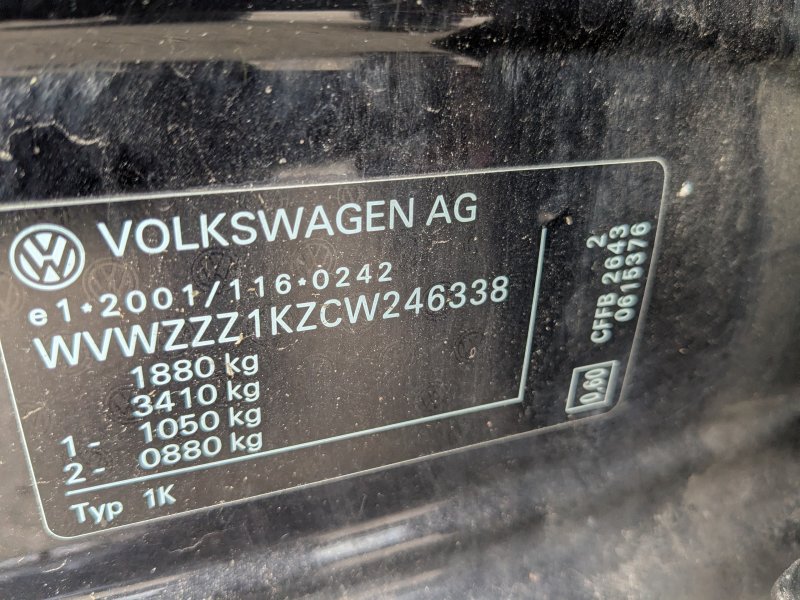 VOLKSWAGEN AG
e1*2001/116*0242
WVWZZZ1KZCW246338
1880 kg
3410 kg
1- 1050 kg
2- 0880 kg
Typ 1K
2
CFFB 2643
0615376
0,60